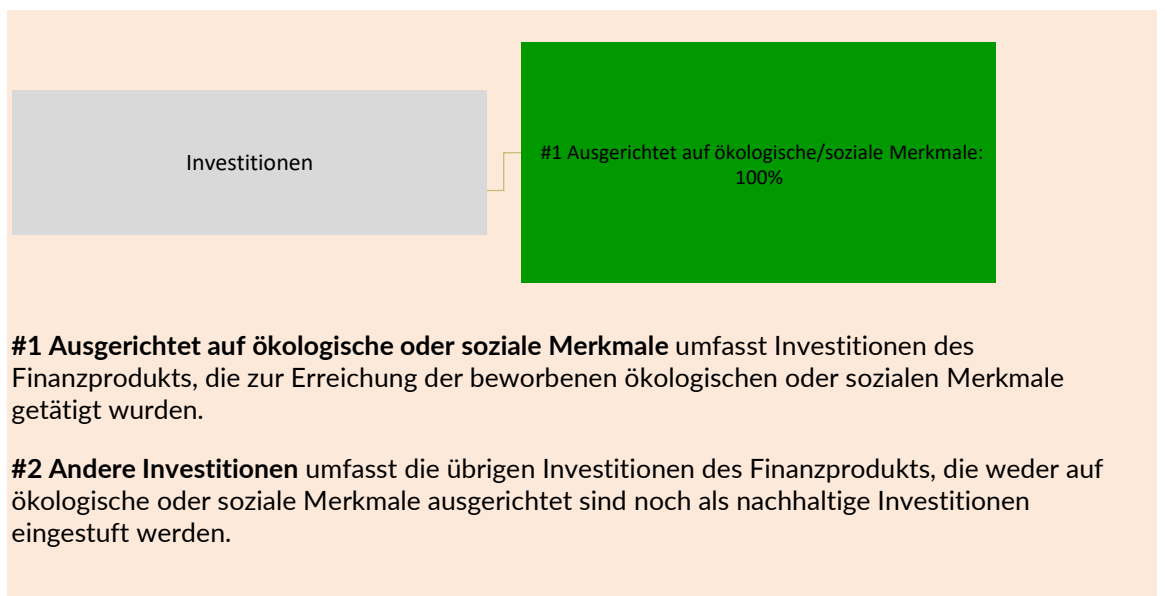 Investitionen
#1 Ausgerichtet auf ökologische/soziale Merkmale:
100%
#1 Ausgerichtet auf ökologische oder soziale Merkmale umfasst Investitionen des
Finanzprodukts, die zur Erreichung der beworbenen ökologischen oder sozialen Merkmale
getätigt wurden.
#2 Andere Investitionen umfasst die übrigen Investitionen des Finanzprodukts, die weder auf
ökologische oder soziale Merkmale ausgerichtet sind noch als nachhaltige Investitionen
eingestuft werden.